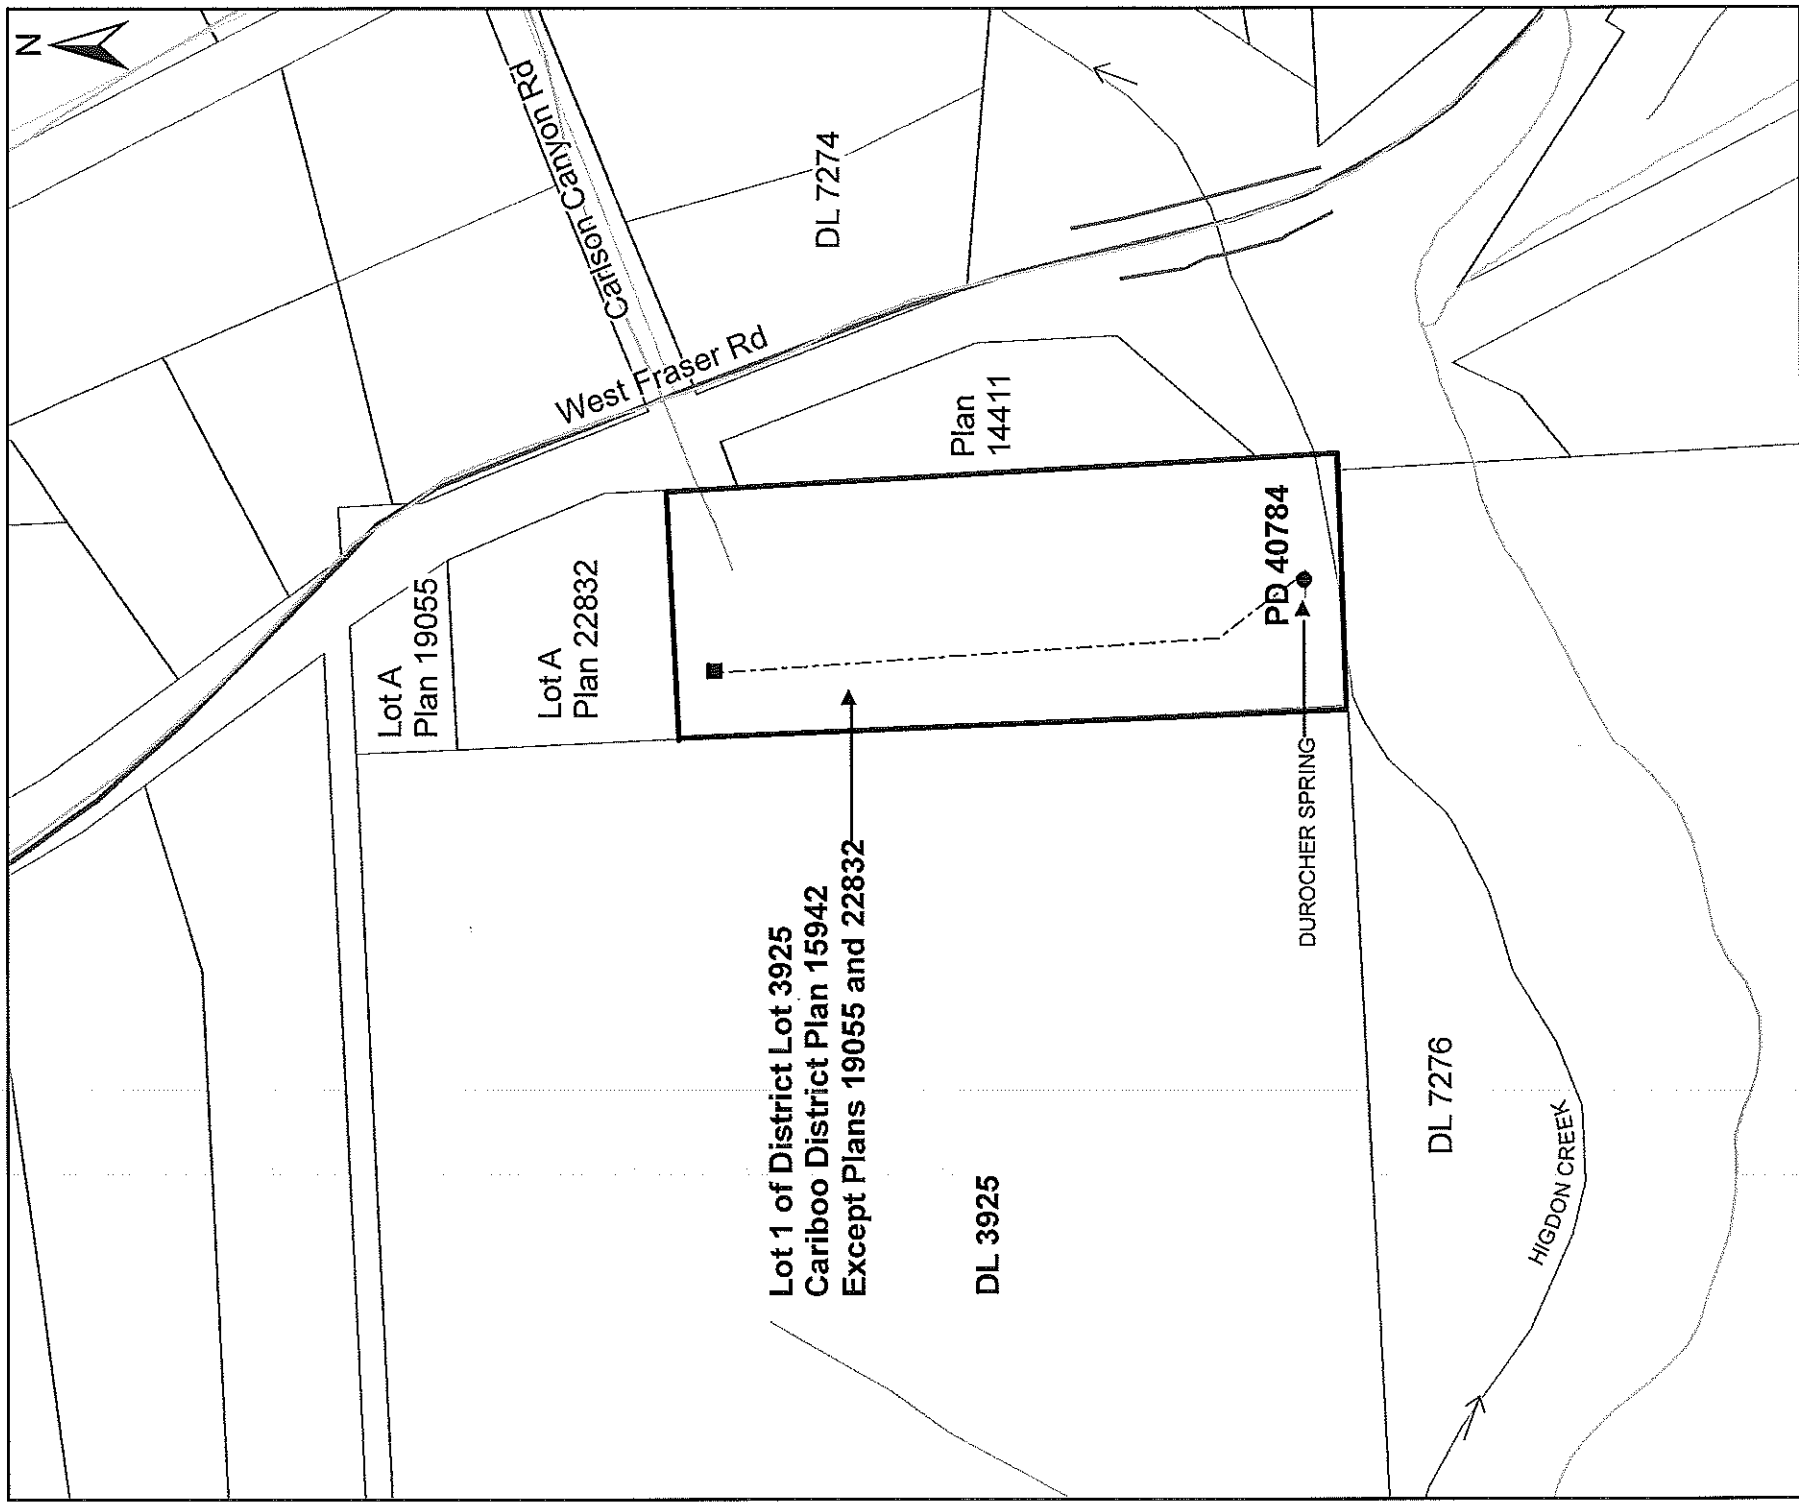 N
Carlson Canyon Rd
West Fraser Rd
DL 7274
Plan
14411
Lot A
Plan 19055
Lot A
Plan 22832
PD 40784
DUROCHER SPRING
Lot 1 of District Lot 3925
Cariboo District Plan 15942
Except Plans 19055 and 22832
DL 3925
DL 7276
HIGDON CREEK